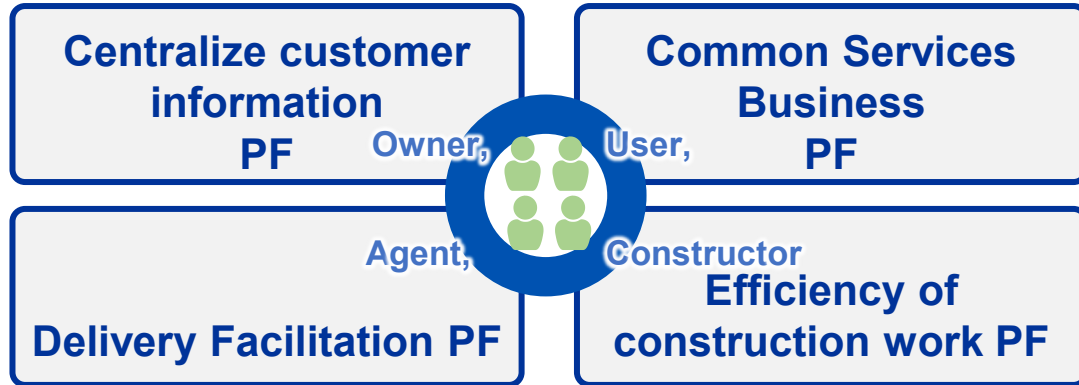 Centralize customer
information
PF
Common Services
Business
PF
Owner,
User,
Agent,
Constructor
Delivery Facilitation PF
Efficiency of
construction work PF